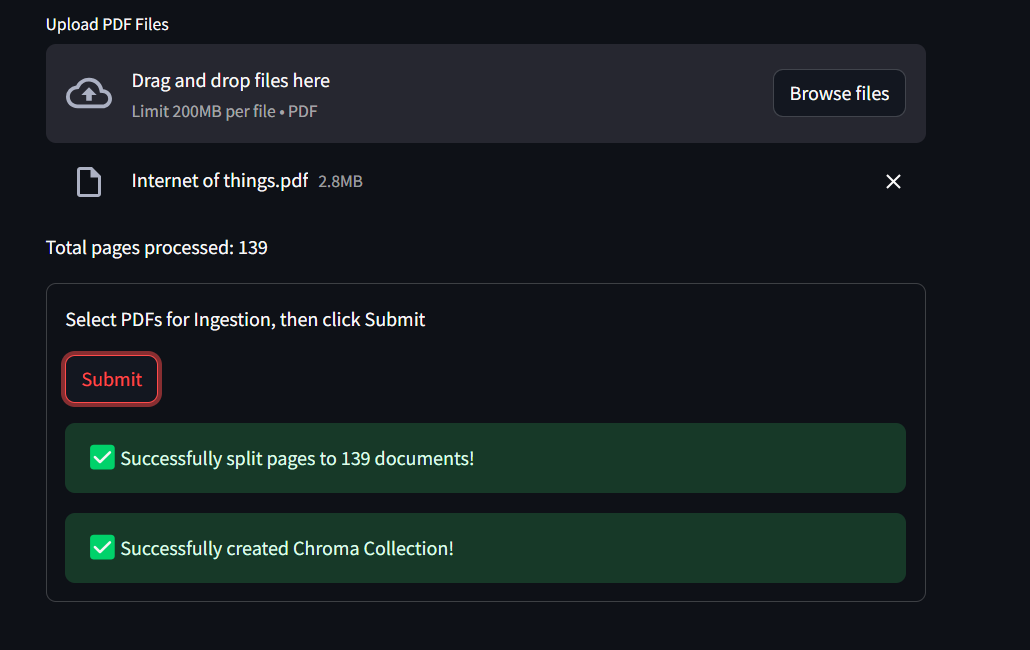 Upload PDF Files
Drag and drop files here
Limit 200MB per file • PDF
Browse files
Internet of things.pdf 2.8MB
Total pages processed: 139
Select PDFs for Ingestion, then click Submit
Submit
✅ Successfully split pages to 139 documents!
✅ Successfully created Chroma Collection!